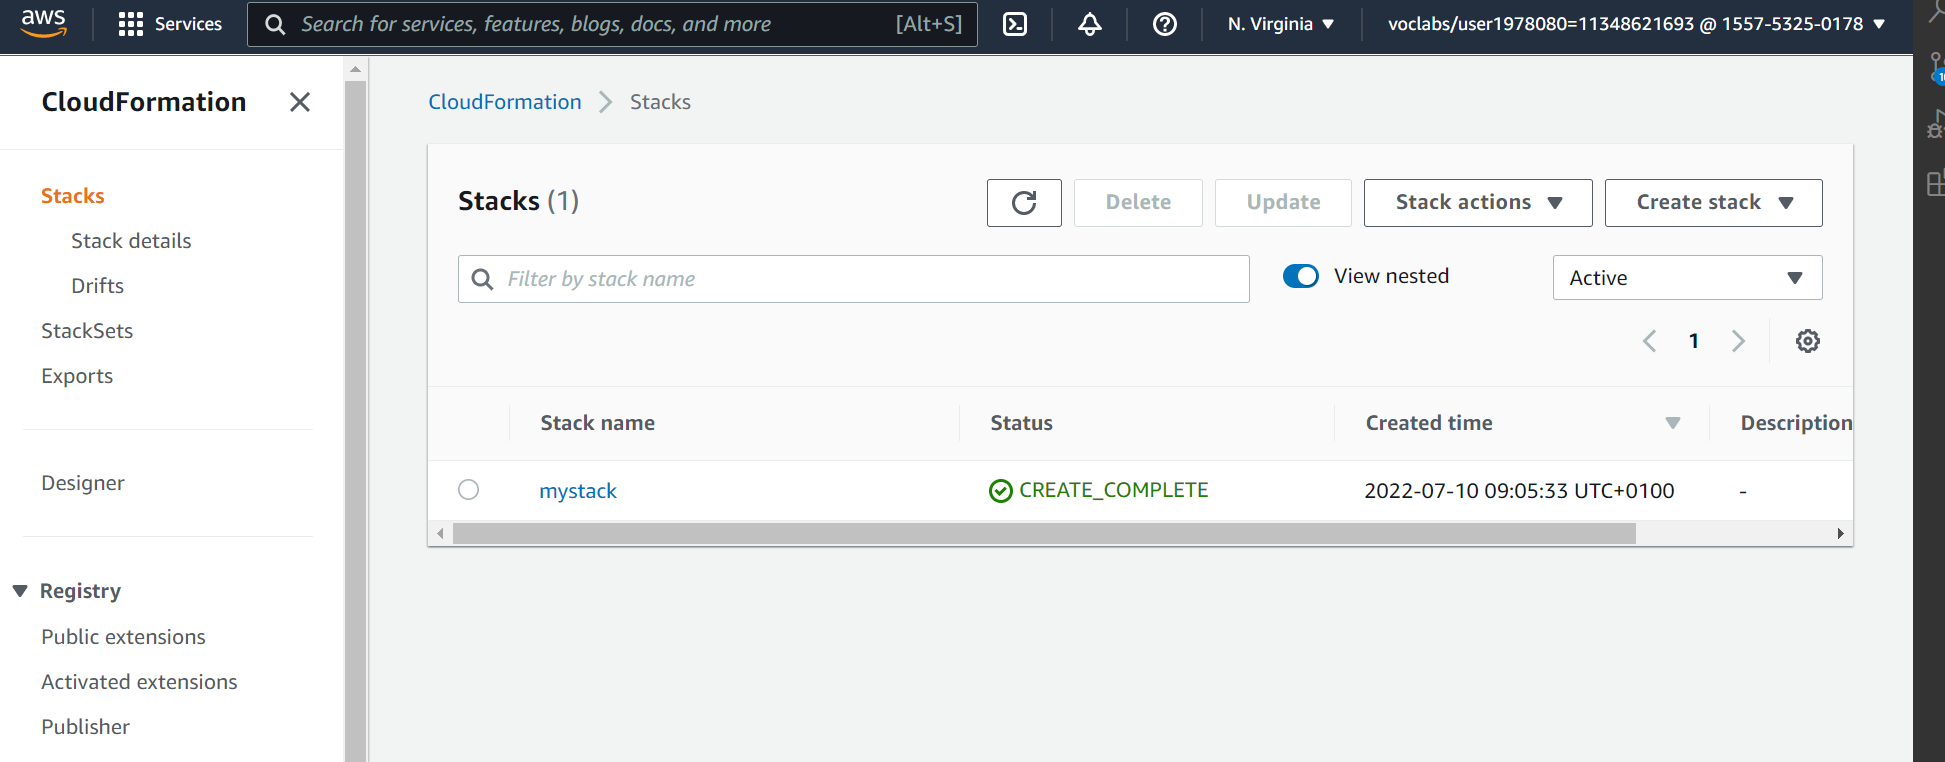 aws
Services
Search for services, features, blogs, docs, and more [Alt+S]
N. Virginia
voclabs/user1978080=11348621693 @ 1557-5325-0178
CloudFormation
Stacks
Stack details
Drifts
StackSets
Exports
Designer
Registry
Public extensions
Activated extensions
Publisher
CloudFormation > Stacks
Stacks (1)
Delete
Update
Stack actions
Create stack
Filter by stack name
View nested
Active
1
Stack name Status Created time Description
mystack CREATE_COMPLETE 2022-07-10 09:05:33 UTC+0100 -